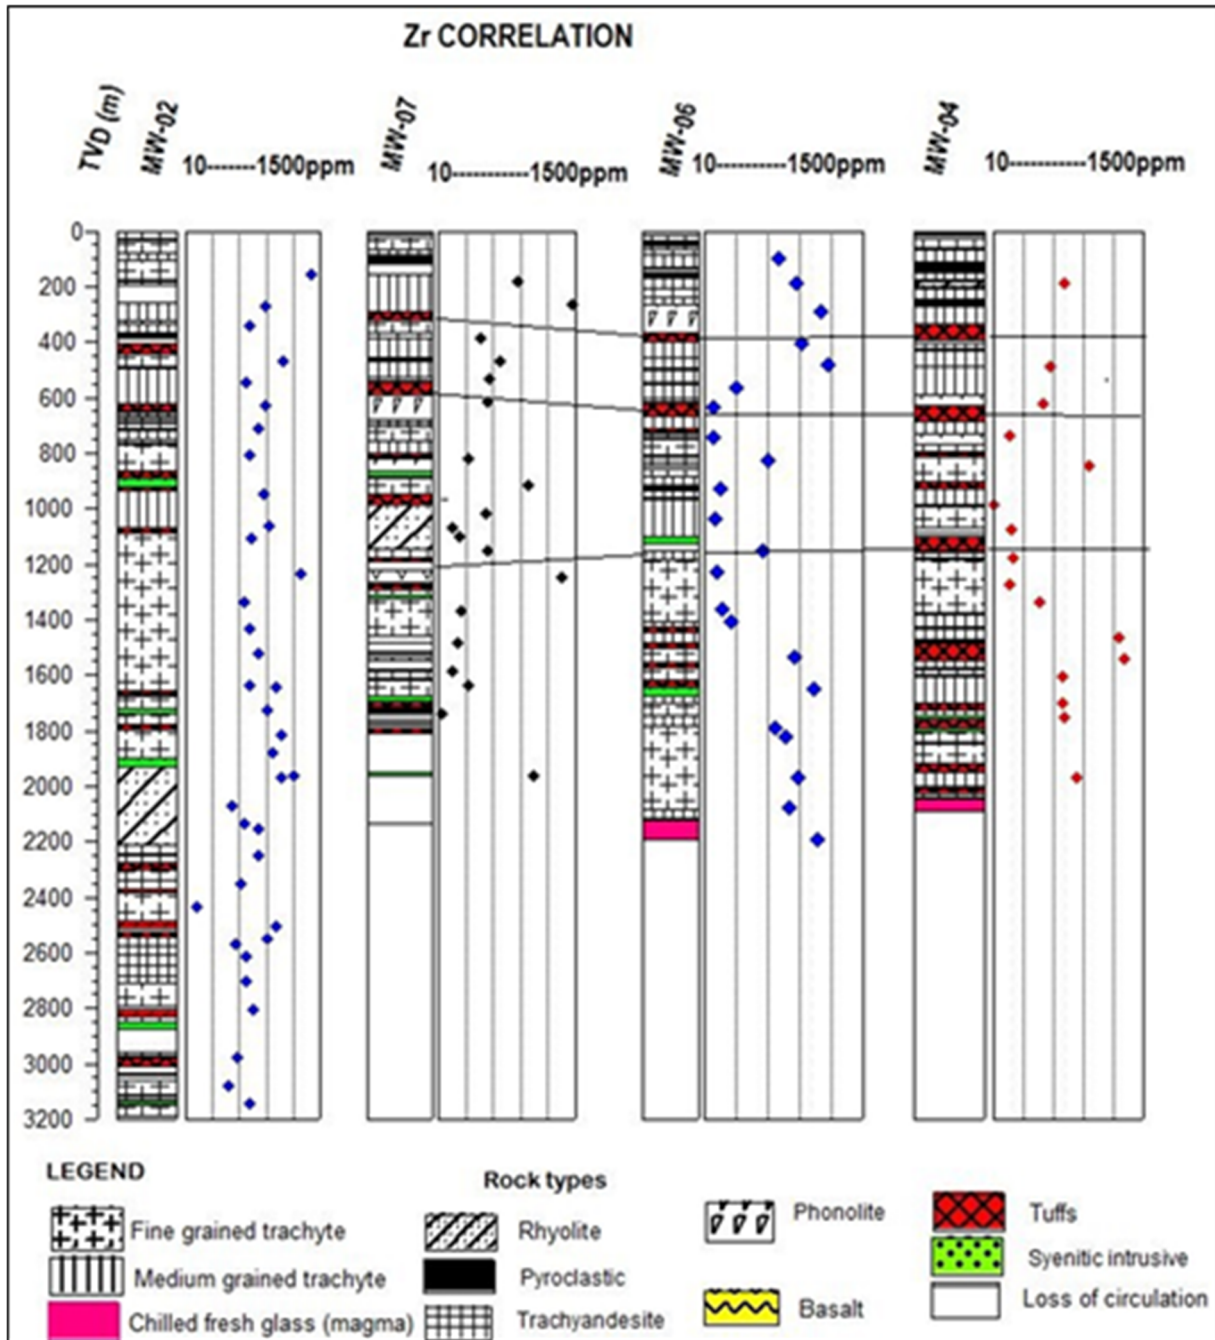 Zr CORRELATION
TVD (m)
MW-02
MW-07
MW-06
MW-04
10-------1500ppm
10-----------1500ppm
10---------1500ppm
10-----------1500ppm
0
200
400
600
800
1000
1200
1400
1600
1800
2000
2200
2400
2600
2800
3000
3200
LEGEND
Rock types
Fine grained trachyte
Rhyolite
Phonolite
Tuffs
Medium grained trachyte
Pyroclastic
Syenitic intrusive
Chilled fresh glass (magma)
Trachyandesite
Basalt
Loss of circulation